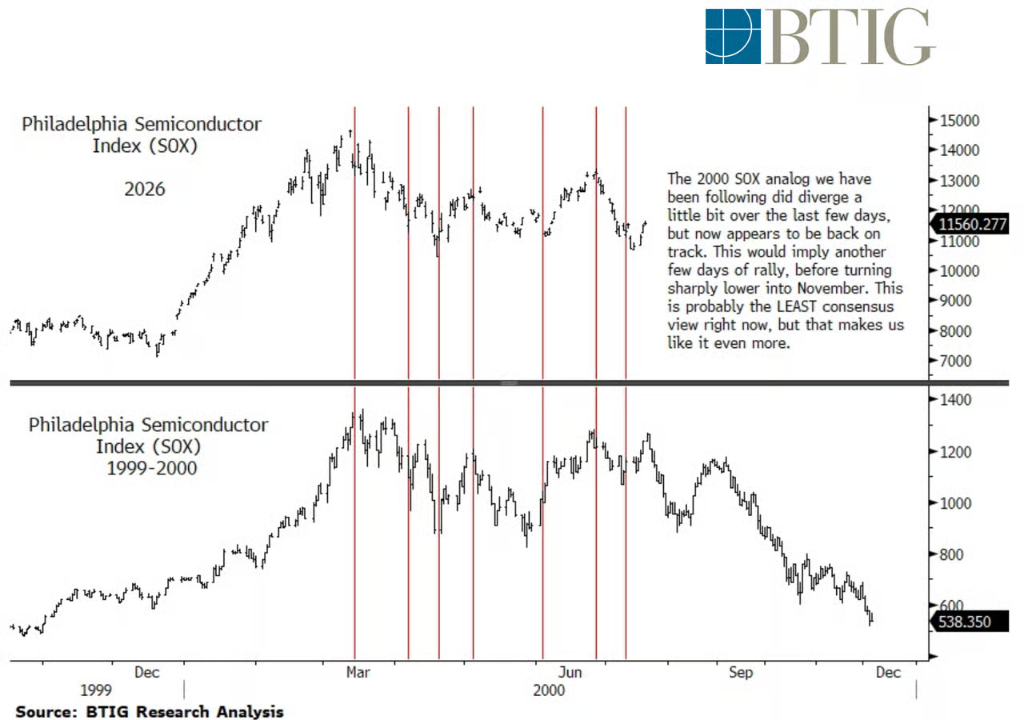 BTIG
Philadelphia Semiconductor
Index (SOX)
2026
The 2000 SOX analog we have
been following did diverge a
little bit over the last few days,
but now appears to be back on
track. This would imply another
few days of rally, before turning
sharply lower into November. This
is probably the LEAST consensus
view right now, but that makes us
like it even more.
15000
14000
13000
12000
11560.277
11000
10000
9000
8000
7000
Philadelphia Semiconductor
Index (SOX)
1999-2000
1400
1200
1000
800
600
538.350
Dec
Mar
Jun
Sep
Dec
1999
2000
Source: BTIG Research Analysis